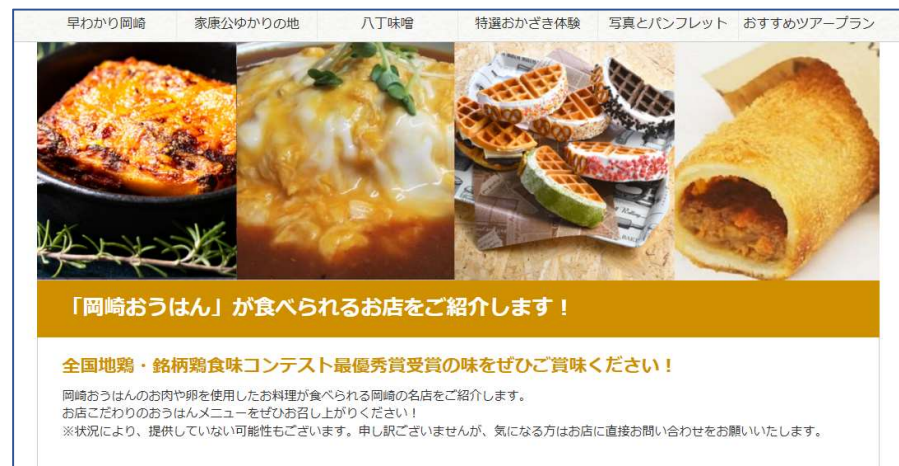 早わかり岡崎 家康公ゆかりの地 八丁味噌 特選おかざき体験 写真とパンフレット おすすめツアープラン
「岡崎おうはん」が食べられるお店をご紹介します！
全国地鶏・銘柄鶏食味コンテスト最優秀賞受賞の味をぜひご賞味ください！
岡崎おうはんのお肉や卵を使用したお料理が食べられる岡崎の名店をご紹介します。
お店こだわりのおうはんメニューをぜひお召し上がりください！
※状況により、提供していない可能性もございます。申し訳ございませんが、気になる方はお店に直接お問い合わせをお願いいたします。